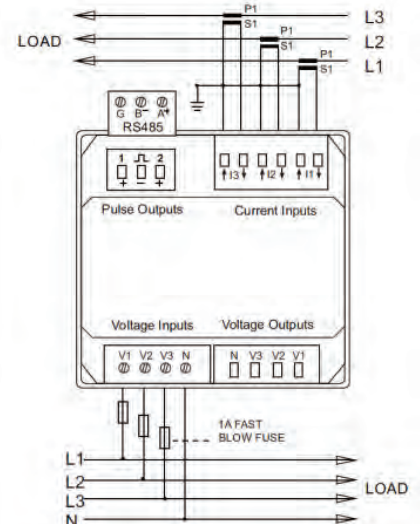 P1 L3
S1
LOAD P1 L2
S1
P1 L1
S1
G B- A+
RS485
1 2
+ - +
I3 I2 I1
Pulse Outputs Current Inputs
Voltage Inputs Voltage Outputs
V1 V2 V3 N N V3 V2 V1
1A FAST
BLOW FUSE
L1
L2
LOAD
L3
N